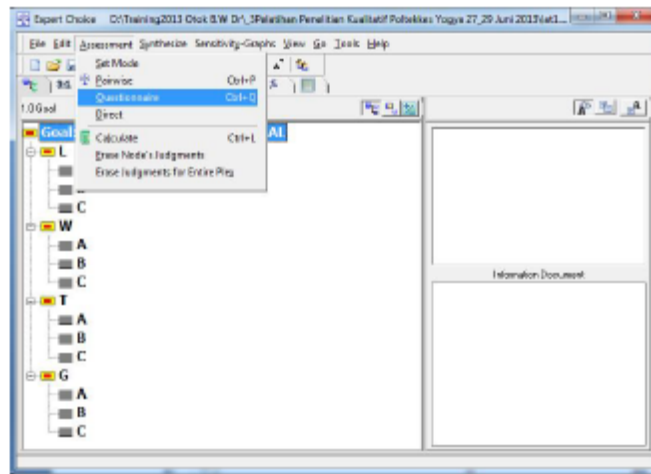 Expert Choice D:\Training2013 Otok B.W Dr\_3Pelatihan Penelitian Kualitatif Poltekkes Yogya 27_29 Juni 2013\lat1...
File Edit Assessment Synthesize Sensitivity-Graphs View Go Tools Help
Set Mode
Pairwise Ctrl+P
Questionnaire Ctrl+Q
Direct
Calculate Ctrl+L
Erase Node's Judgments
Erase Judgments for Entire Plex
1.0 Goal
Goal: AL
L
C
W
A
B
C
T
A
B
C
G
A
B
C
Information Document